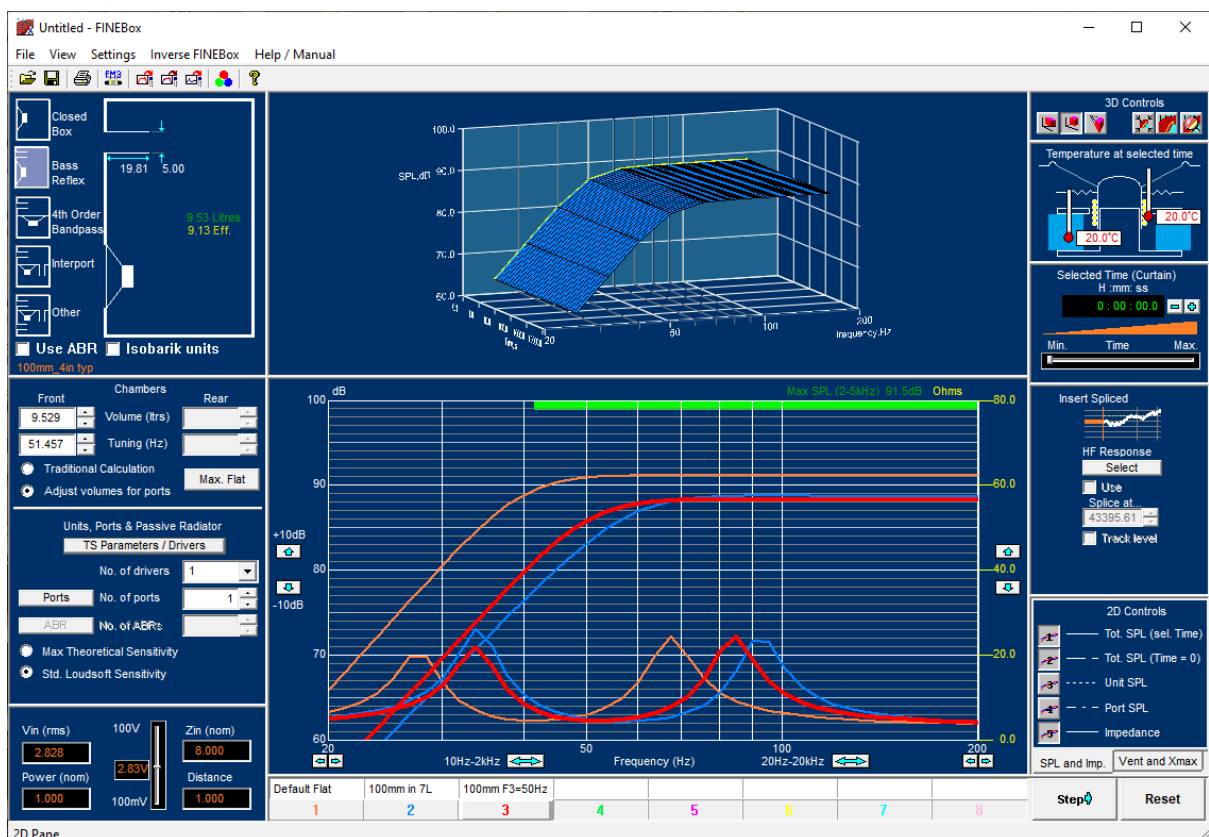 Untitled - FINEBox
File View Settings Inverse FINEBox Help / Manual
FM3
Closed
Box
Bass
Reflex
4th Order
Bandpass
Interport
Other
19.81 5.00
9.53 Litres
9.13 Eff.
Use ABR Isobarik units
100mm_4in typ
100.0
SPL,dB 90.0
80.0
70.0
60.0
20 50 100 200
Frequency,Hz
3D Controls
Temperature at selected time
20.0°C
20.0°C
Selected Time (Curtain)
H :mm: ss
0 : 00 : 00.0
Min. Time Max.
Chambers
Front Rear
9.529 Volume (ltrs)
51.457 Tuning (Hz)
Traditional Calculation
Adjust volumes for ports
Max. Flat
Units, Ports & Passive Radiator
TS Parameters / Drivers
No. of drivers 1
Ports No. of ports 1
ABR No. of ABRs
Max Theoretical Sensitivity
Std. Loudsoft Sensitivity
Vin (rms) 100V Zin (nom)
2.828 8.000
2.83V
Power (nom) Distance
1.000 100mV 1.000
dB Max SPL (2-5kHz) 91.5dB Ohms
100 80.0
90 60.0
+10dB
80 40.0
-10dB
70 20.0
60 0.0
20 50 100 200
10Hz-2kHz Frequency (Hz) 20Hz-20kHz
Default Flat 100mm in 7L 100mm F3=50Hz
1 2 3 4 5 6 7 8
Insert Spliced
HF Response
Select
Use
Splice at...
43395.61
Track level
2D Controls
1 Tot. SPL (sel. Time)
2 Tot. SPL (Time = 0)
3 Unit SPL
4 Port SPL
5 Impedance
SPL and Imp. Vent and Xmax
Step Reset
2D Pane